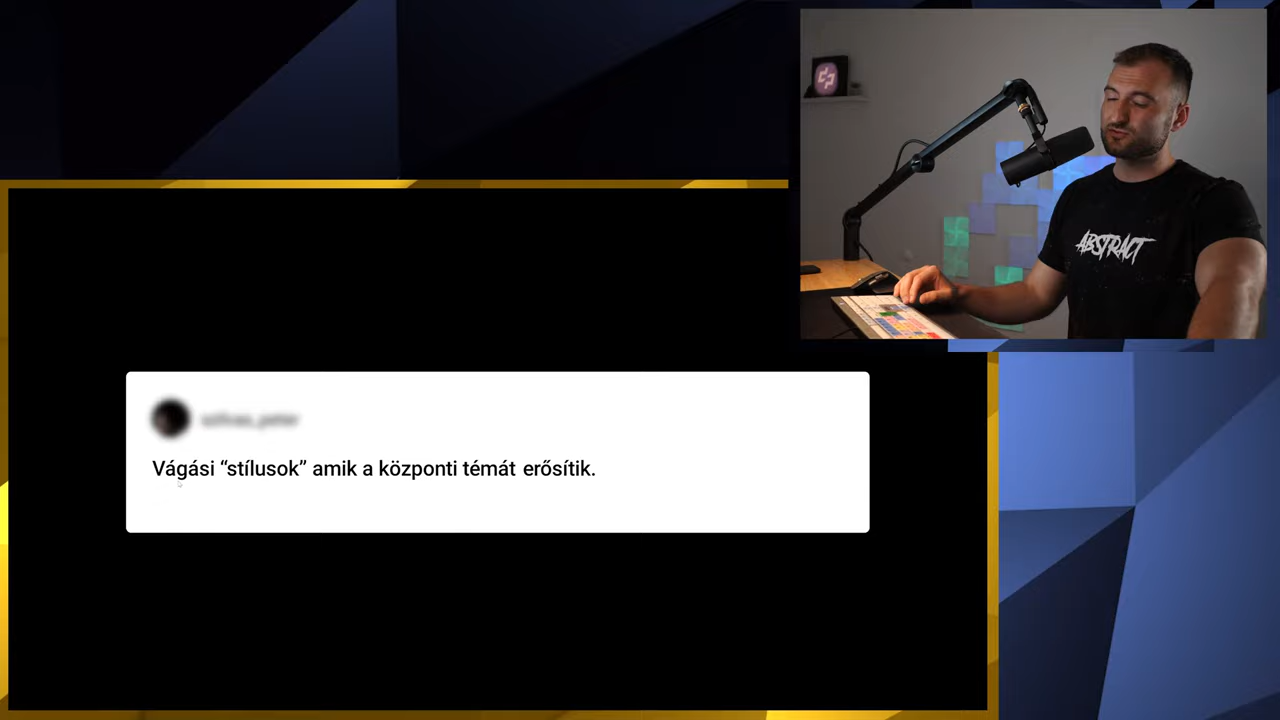 ABSTRACT
Vágási “stílusok” amik a központi témát erősítik.